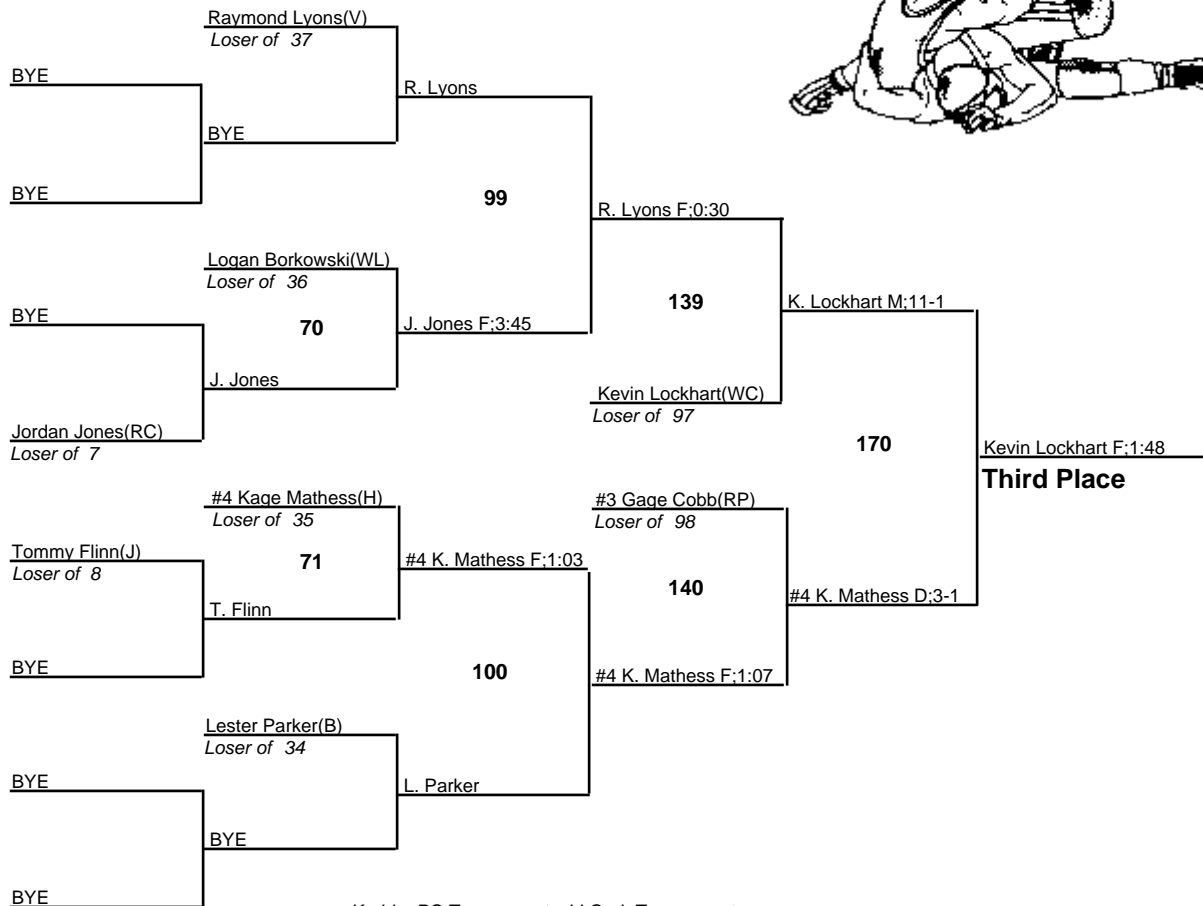 Raymond Lyons(V)
Loser of 37
BYE
R. Lyons
BYE
BYE
99
R. Lyons F;0:30
Logan Borkowski(WL)
Loser of 36
BYE
70
J. Jones F;3:45
139
K. Lockhart M;11-1
J. Jones
Kevin Lockhart(WC)
Loser of 97
Jordan Jones(RC)
Loser of 7
170
Kevin Lockhart F;1:48
Third Place
#4 Kage Mathess(H)
Loser of 35
#3 Gage Cobb(RP)
Loser of 98
Tommy Flinn(J)
Loser of 8
71
#4 K. Mathess F;1:03
140
#4 K. Mathess D;3-1
T. Flinn
BYE
100
#4 K. Mathess F;1:07
Lester Parker(B)
Loser of 34
BYE
L. Parker
BYE
BYE